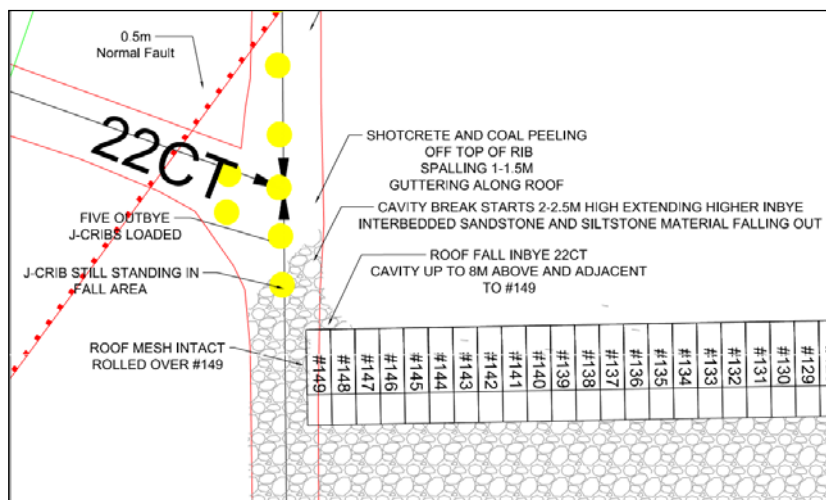 0.5m
Normal Fault
22CT
SHOTCRETE AND COAL PEELING
OFF TOP OF RIB
SPALLING 1-1.5M
GUTTERING ALONG ROOF
CAVITY BREAK STARTS 2-2.5M HIGH EXTENDING HIGHER INBYE
INTERBEDDED SANDSTONE AND SILTSTONE MATERIAL FALLING OUT
FIVE OUTBYE
J-CRIBS LOADED
ROOF FALL INBYE 22CT
CAVITY UP TO 8M ABOVE AND ADJACENT
TO #149
J-CRIB STILL STANDING IN
FALL AREA
ROOF MESH INTACT
ROLLED OVER #149
#149
#148
#147
#146
#145
#144
#143
#142
#141
#140
#139
#138
#137
#136
#135
#134
#133
#132
#131
#130
#129